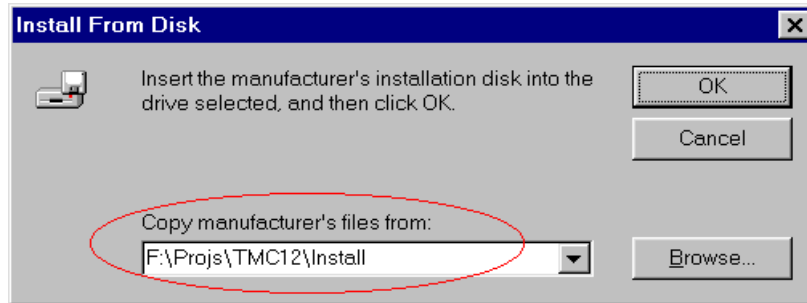 Install From Disk
Insert the manufacturer's installation disk into the
drive selected, and then click OK.
OK
Cancel
Copy manufacturer's files from:
F:\Projs\TMC12\Install
Browse...